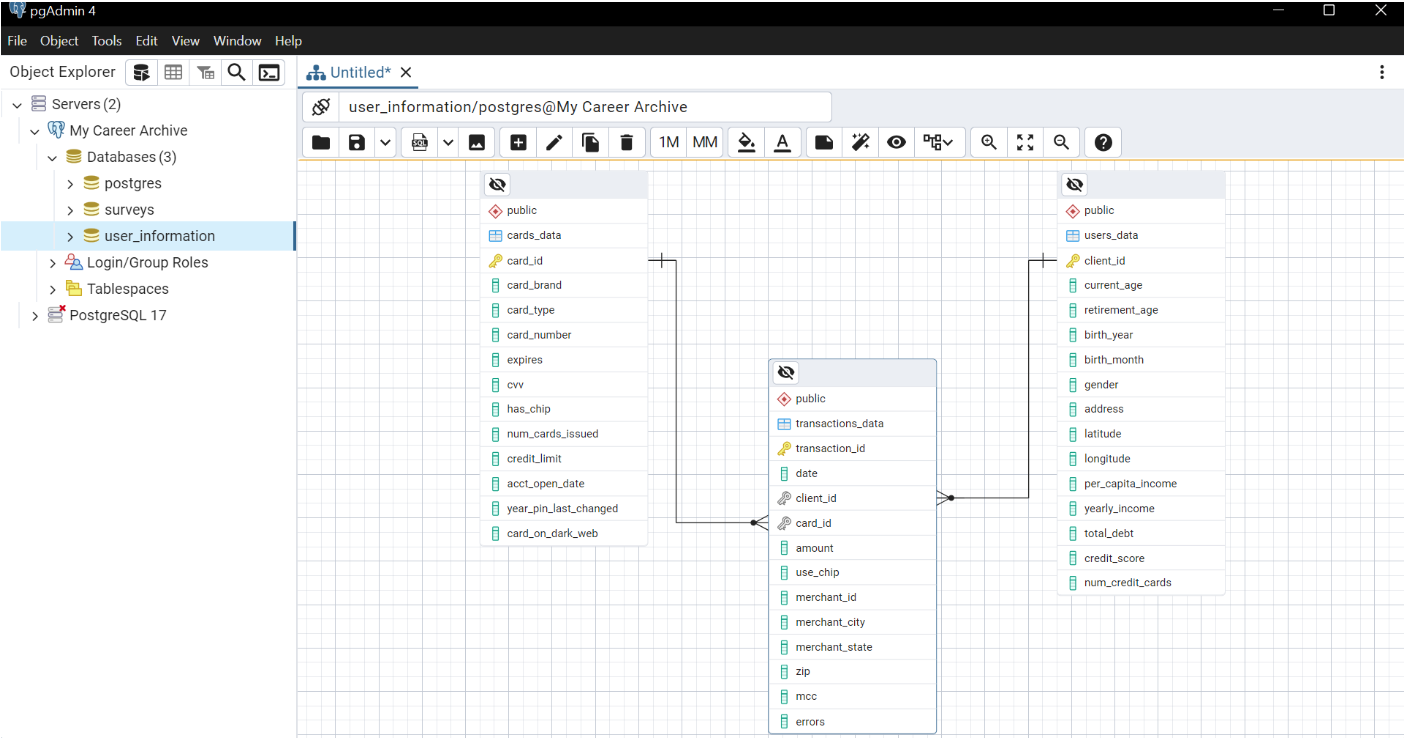 pgAdmin 4
File Object Tools Edit View Window Help
Object Explorer
Untitled*
user_information/postgres@My Career Archive
SQL
1M MM
A
Servers (2)
My Career Archive
Databases (3)
postgres
surveys
user_information
Login/Group Roles
Tablespaces
PostgreSQL 17
public
cards_data
card_id
card_brand
card_type
card_number
expires
cvv
has_chip
num_cards_issued
credit_limit
acct_open_date
year_pin_last_changed
card_on_dark_web
public
transactions_data
transaction_id
date
client_id
card_id
amount
use_chip
merchant_id
merchant_city
merchant_state
zip
mcc
errors
public
users_data
client_id
current_age
retirement_age
birth_year
birth_month
gender
address
latitude
longitude
per_capita_income
yearly_income
total_debt
credit_score
num_credit_cards